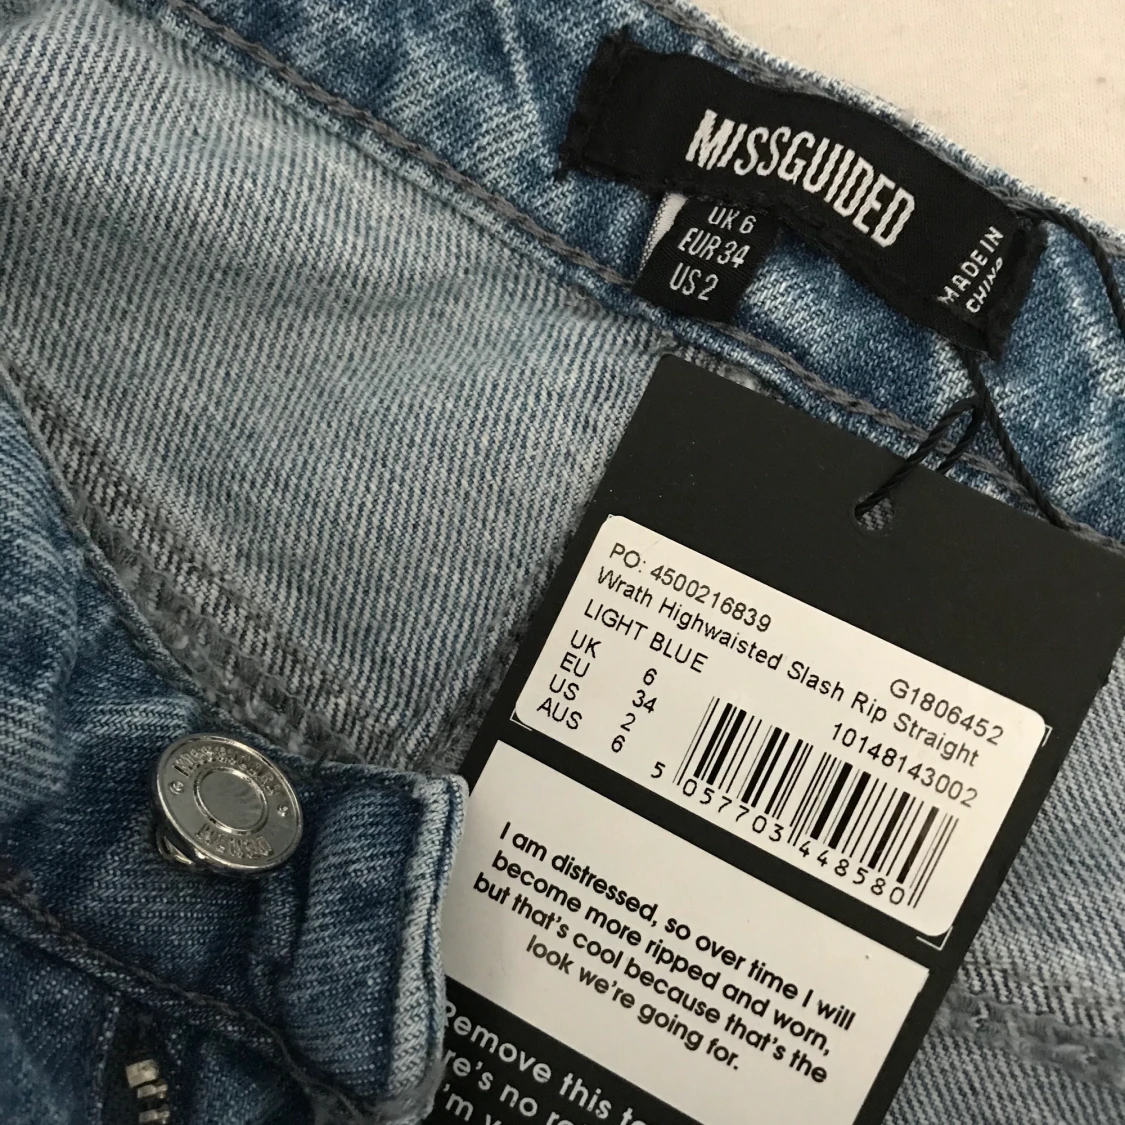 MISSGUIDED
MADE IN
CHINA
UK 6
EUR 34
US 2
PO: 4500216839
G1806452
Wrath Highwaisted Slash Rip Straight
LIGHT BLUE
10148143002
UK 6
EU 34
US 2
AUS 6
5 057703 448580
I am distressed, so over time I will
become more ripped and worn,
but that's cool because that's the
look we're going for.
Remove this
no